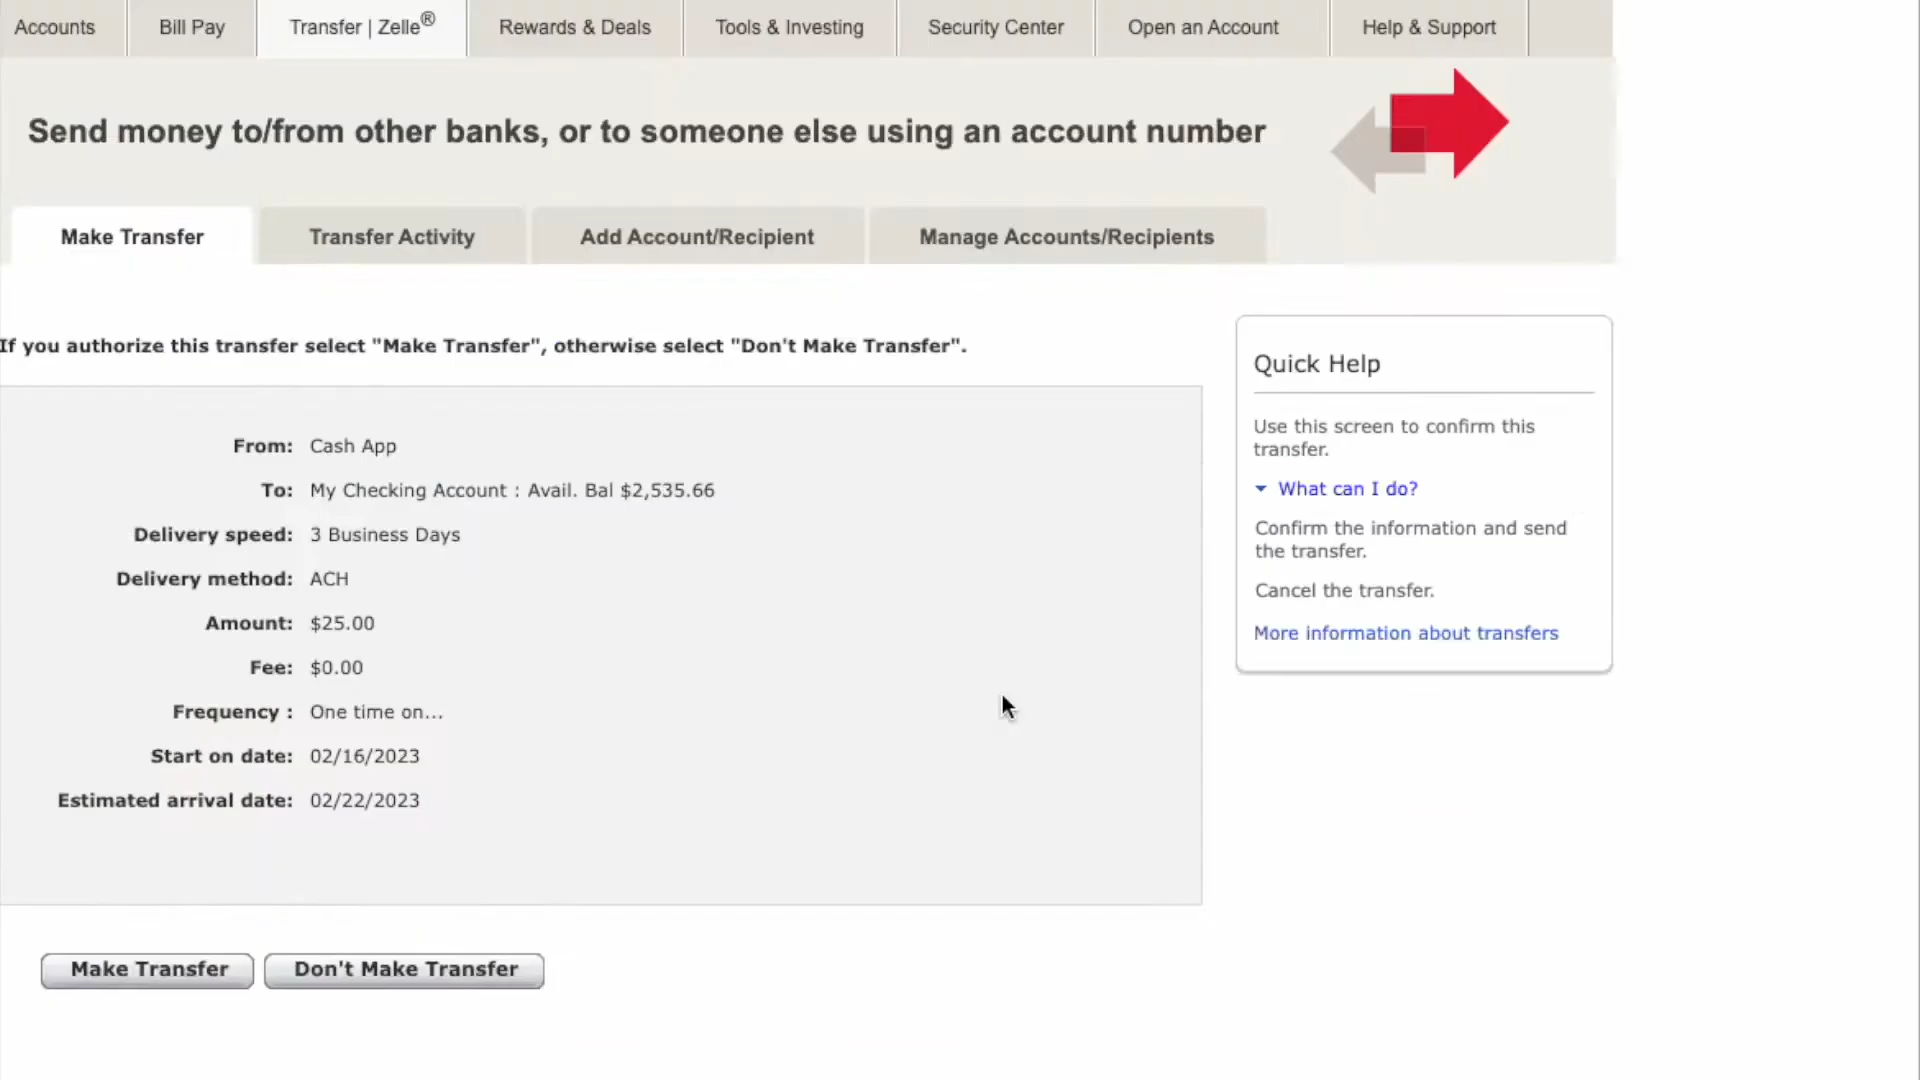 Accounts
Bill Pay
Transfer | Zelle®
Rewards & Deals
Tools & Investing
Security Center
Open an Account
Help & Support
Send money to/from other banks, or to someone else using an account number
Make Transfer
Transfer Activity
Add Account/Recipient
Manage Accounts/Recipients
If you authorize this transfer select "Make Transfer", otherwise select "Don't Make Transfer".
From: Cash App
To: My Checking Account : Avail. Bal $2,535.66
Delivery speed: 3 Business Days
Delivery method: ACH
Amount: $25.00
Fee: $0.00
Frequency : One time on...
Start on date: 02/16/2023
Estimated arrival date: 02/22/2023
Make Transfer
Don't Make Transfer
Quick Help
Use this screen to confirm this
transfer.
What can I do?
Confirm the information and send
the transfer.
Cancel the transfer.
More information about transfers